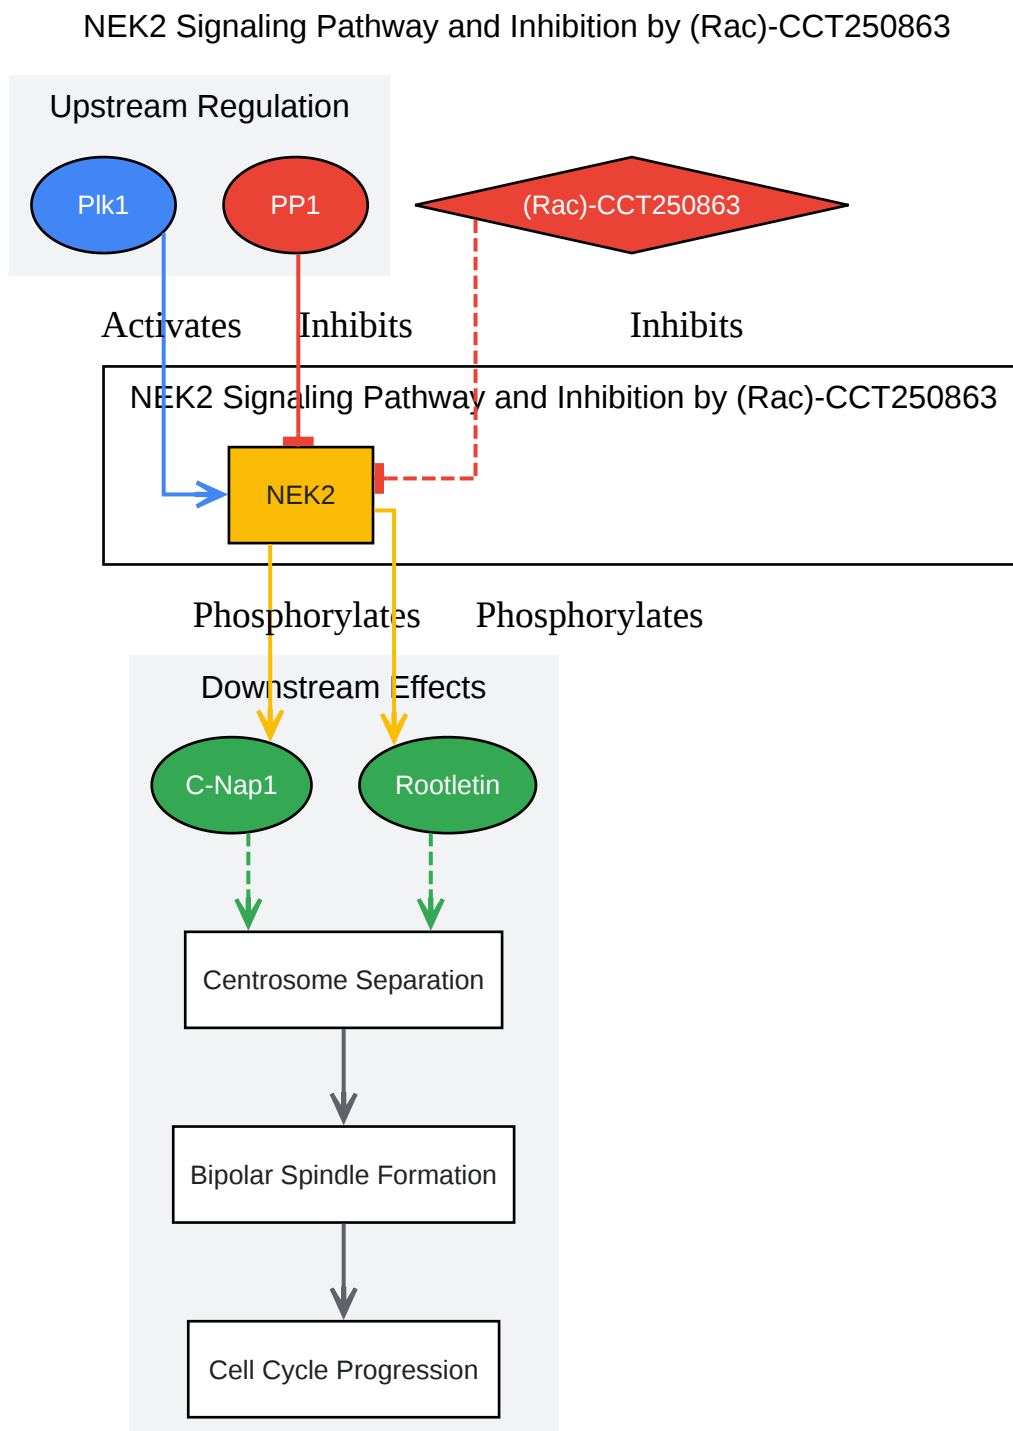 NEK2 Signaling Pathway and Inhibition by (Rac)-CCT250863
Upstream Regulation
Plk1
PP1
(Rac)-CCT250863
Activates
Inhibits
Inhibits
NEK2 Signaling Pathway and Inhibition by (Rac)-CCT250863
NEK2
Phosphorylates
Phosphorylates
Downstream Effects
C-Nap1
Rootletin
Centrosome Separation
Bipolar Spindle Formation
Cell Cycle Progression